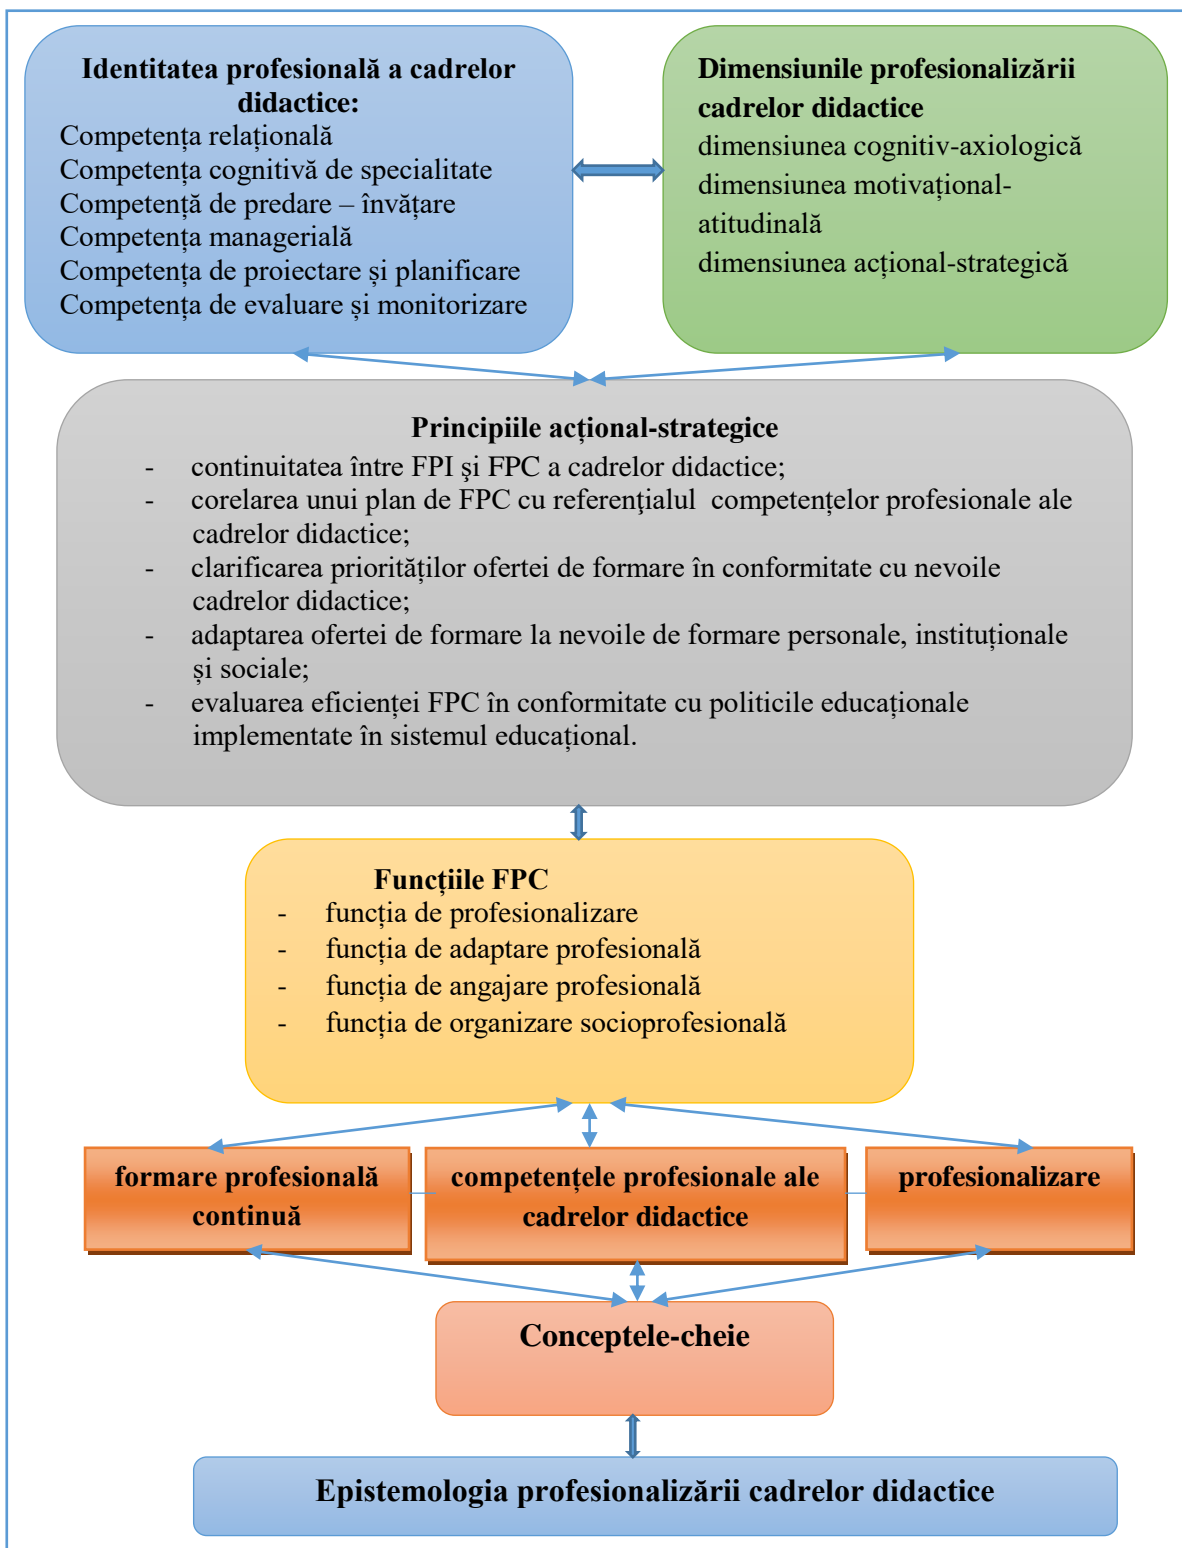 Identitatea profesională a cadrelor
didactice:
Competența relațională
Competența cognitivă de specialitate
Competență de predare – învățare
Competența managerială
Competența de proiectare și planificare
Competența de evaluare și monitorizare
Dimensiunile profesionalizării
cadrelor didactice
dimensiunea cognitiv-axiologică
dimensiunea motivațional-
atitudinală
dimensiunea acțional-strategică
Principiile acțional-strategice
- continuitatea între FPI şi FPC a cadrelor didactice;
- corelarea unui plan de FPC cu referenţialul competențelor profesionale ale
cadrelor didactice;
- clarificarea priorităților ofertei de formare în conformitate cu nevoile
cadrelor didactice;
- adaptarea ofertei de formare la nevoile de formare personale, instituționale
și sociale;
- evaluarea eficienței FPC în conformitate cu politicile educaționale
implementate în sistemul educațional.
Funcțiile FPC
- funcția de profesionalizare
- funcția de adaptare profesională
- funcția de angajare profesională
- funcția de organizare socioprofesională
formare profesională
continuă
competențele profesionale ale
cadrelor didactice
profesionalizare
Conceptele-cheie
Epistemologia profesionalizării cadrelor didactice